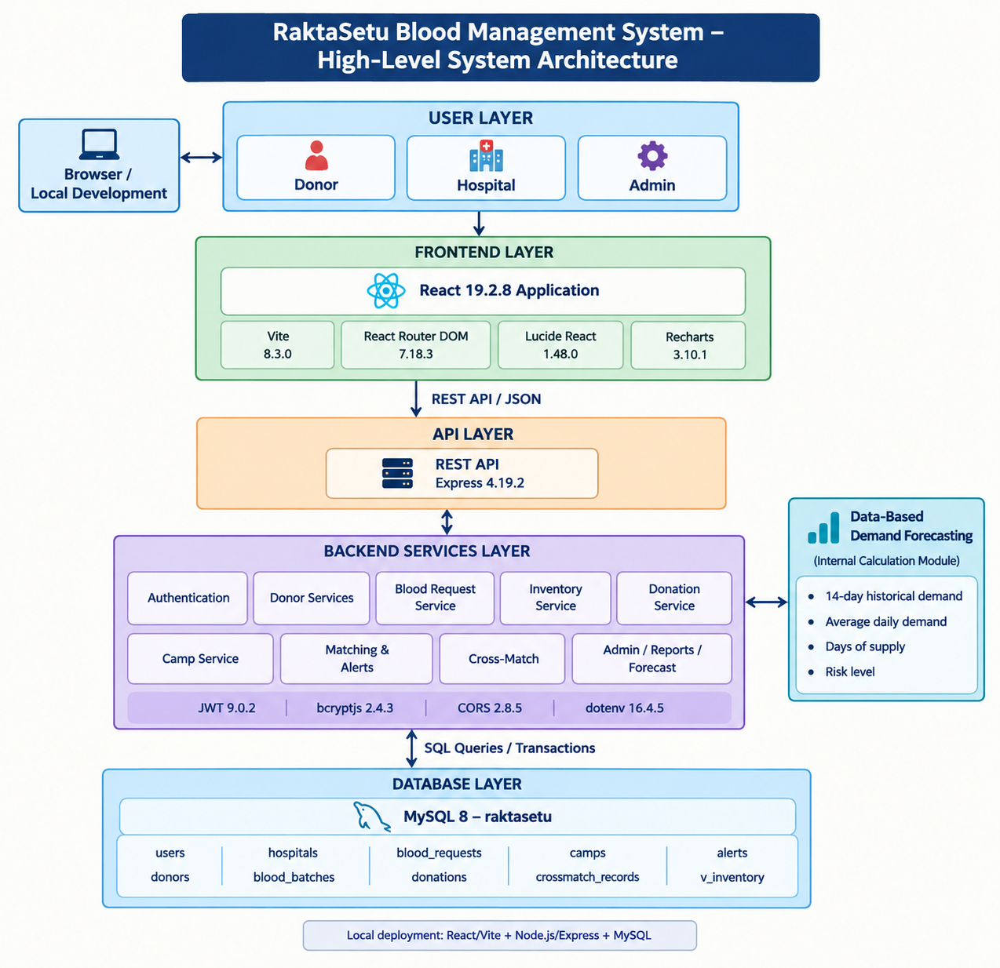 RaktaSetu Blood Management System –
High-Level System Architecture
Browser /
Local Development
USER LAYER
Donor
Hospital
Admin
FRONTEND LAYER
React 19.2.8 Application
Vite
8.3.0
React Router DOM
7.18.3
Lucide React
1.48.0
Recharts
3.10.1
REST API / JSON
API LAYER
REST API
Express 4.19.2
BACKEND SERVICES LAYER
Authentication
Donor Services
Blood Request
Service
Inventory
Service
Donation
Service
Camp Service
Matching &
Alerts
Cross-Match
Admin / Reports /
Forecast
JWT 9.0.2
bcryptjs 2.4.3
CORS 2.8.5
dotenv 16.4.5
Data-Based
Demand Forecasting
(Internal Calculation Module)
• 14-day historical demand
• Average daily demand
• Days of supply
• Risk level
SQL Queries / Transactions
DATABASE LAYER
MySQL 8 – raktasetu
users
donors
hospitals
blood_batches
blood_requests
donations
camps
crossmatch_records
alerts
v_inventory
Local deployment: React/Vite + Node.js/Express + MySQL